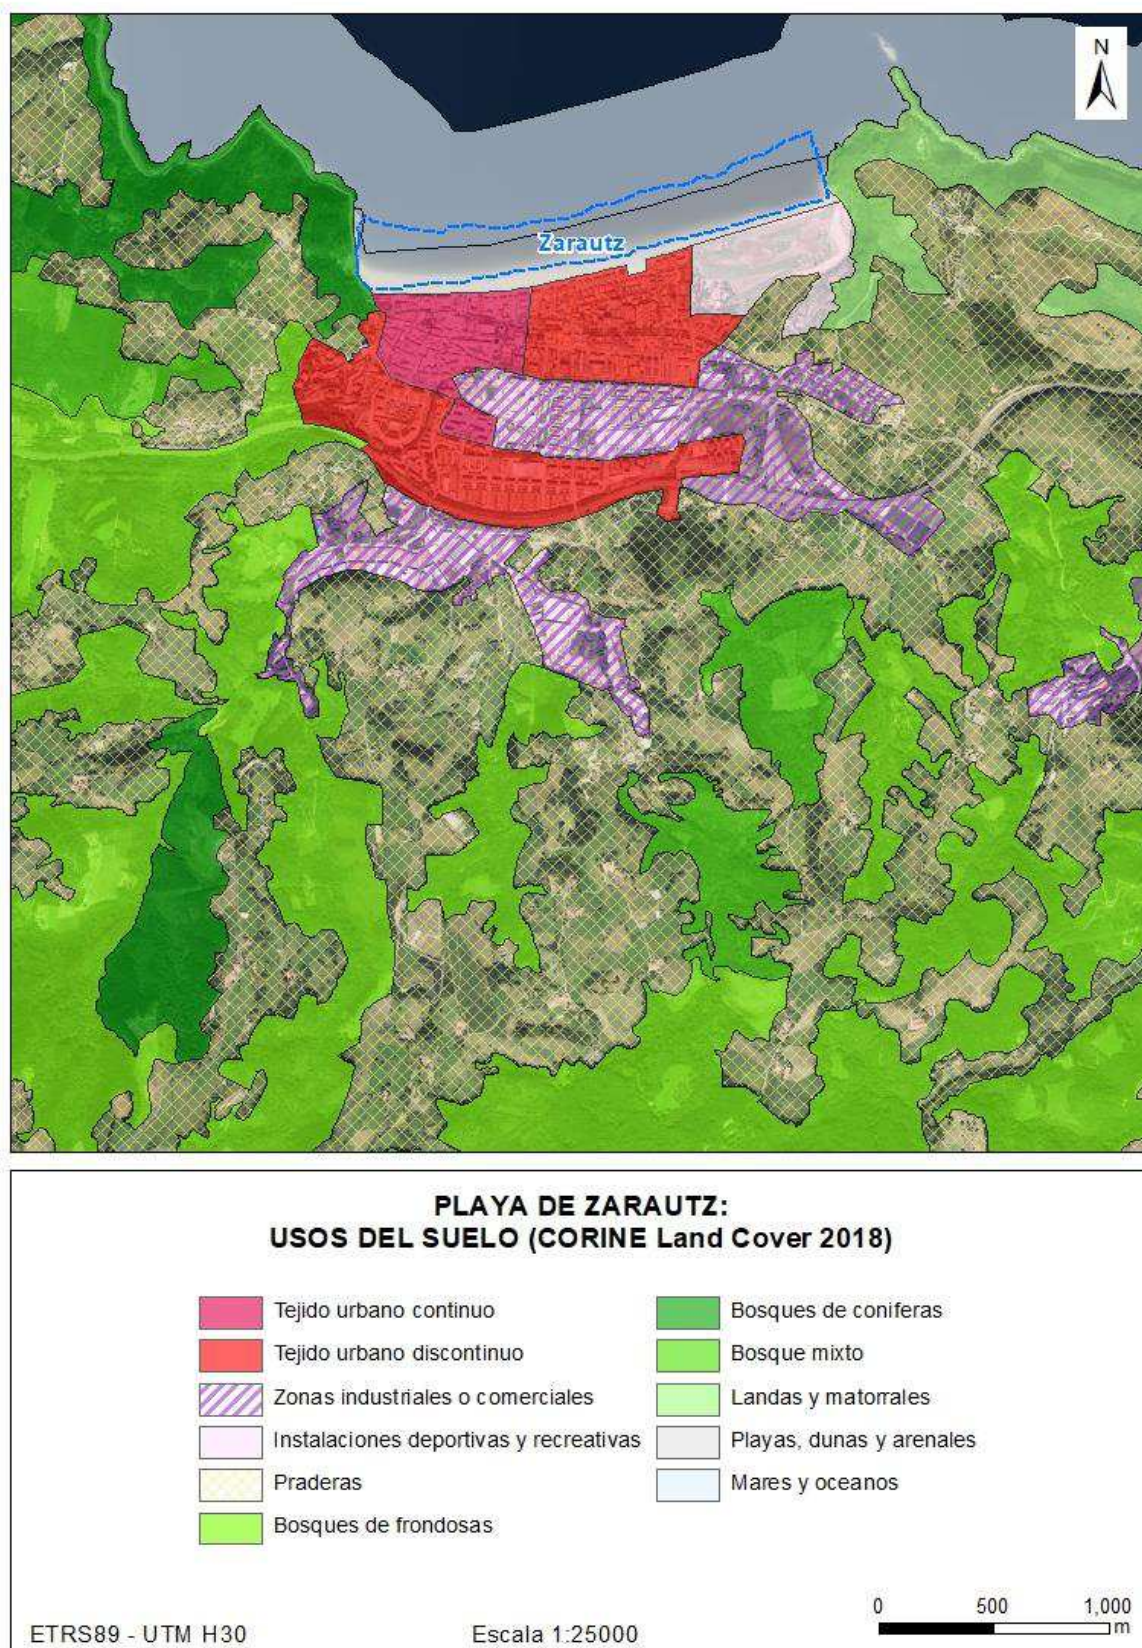 N
Zarautz
PLAYA DE ZARAUTZ:
USOS DEL SUELO (CORINE Land Cover 2018)
Tejido urbano continuo
Tejido urbano discontinuo
Zonas industriales o comerciales
Instalaciones deportivas y recreativas
Praderas
Bosques de frondosas
Bosques de coniferas
Bosque mixto
Landas y matorrales
Playas, dunas y arenales
Mares y oceanos
ETRS89 - UTM H30
Escala 1:25000
0 500 1,000
m